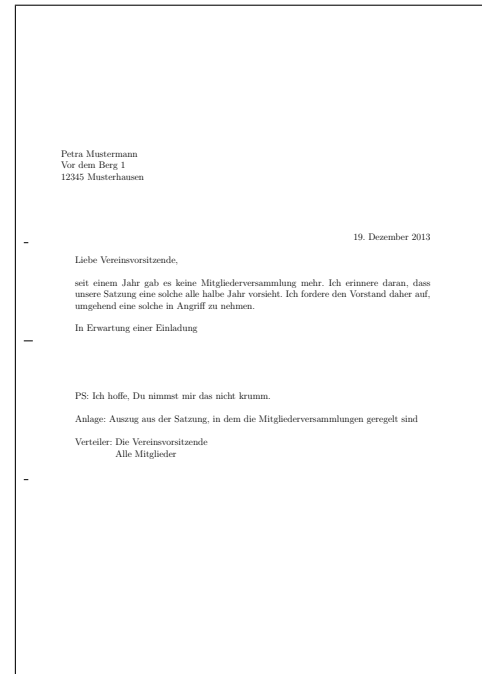 Petra Mustermann
Vor dem Berg 1
12345 Musterhausen
19. Dezember 2013
Liebe Vereinsvorsitzende,
seit einem Jahr gab es keine Mitgliederversammlung mehr. Ich erinnere daran, dass
unsere Satzung eine solche alle halbe Jahr vorsieht. Ich fordere den Vorstand daher auf,
umgehend eine solche in Angriff zu nehmen.
In Erwartung einer Einladung
PS: Ich hoffe, Du nimmst mir das nicht krumm.
Anlage: Auszug aus der Satzung, in dem die Mitgliederversammlungen geregelt sind
Verteiler: Die Vereinsvorsitzende
Alle Mitglieder